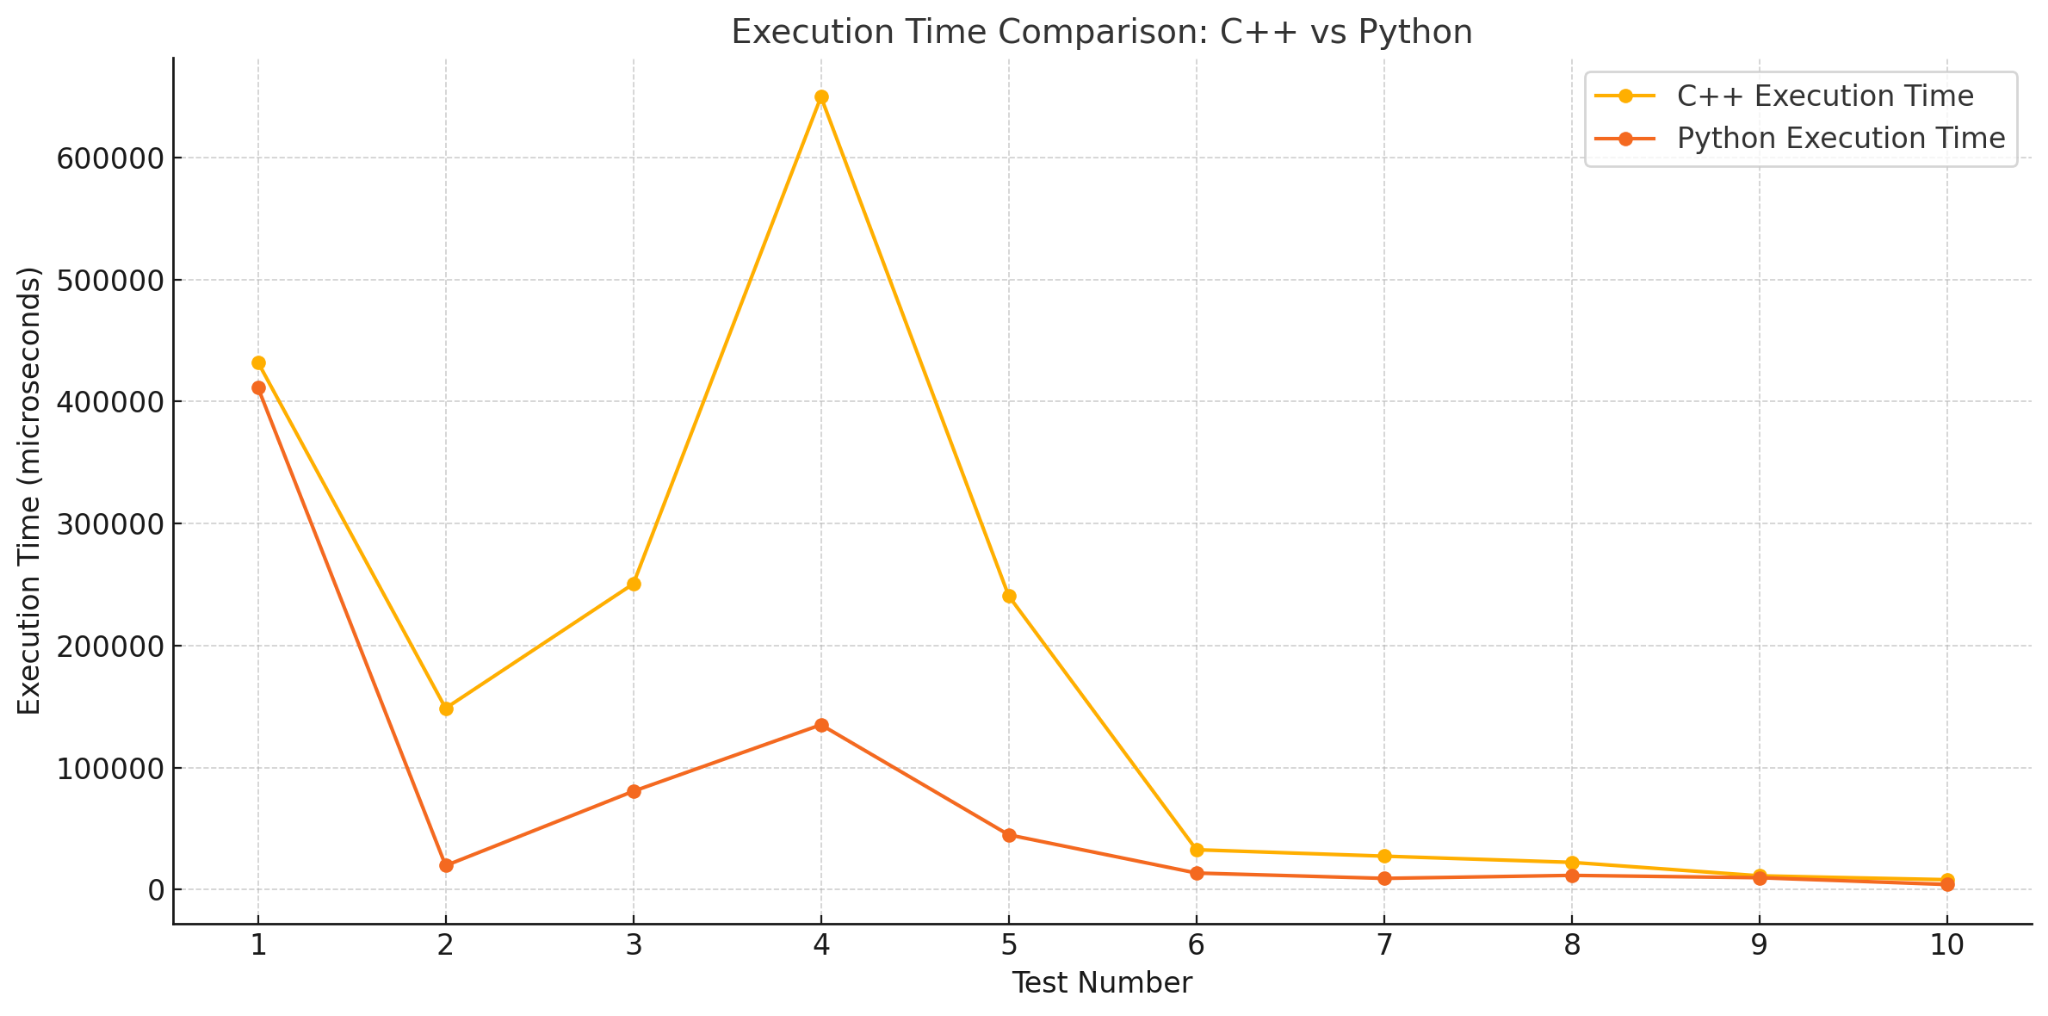 Execution Time Comparison: C++ vs Python
C++ Execution Time
Python Execution Time
Execution Time (microseconds)
600000
500000
400000
300000
200000
100000
0
1 2 3 4 5 6 7 8 9 10
Test Number